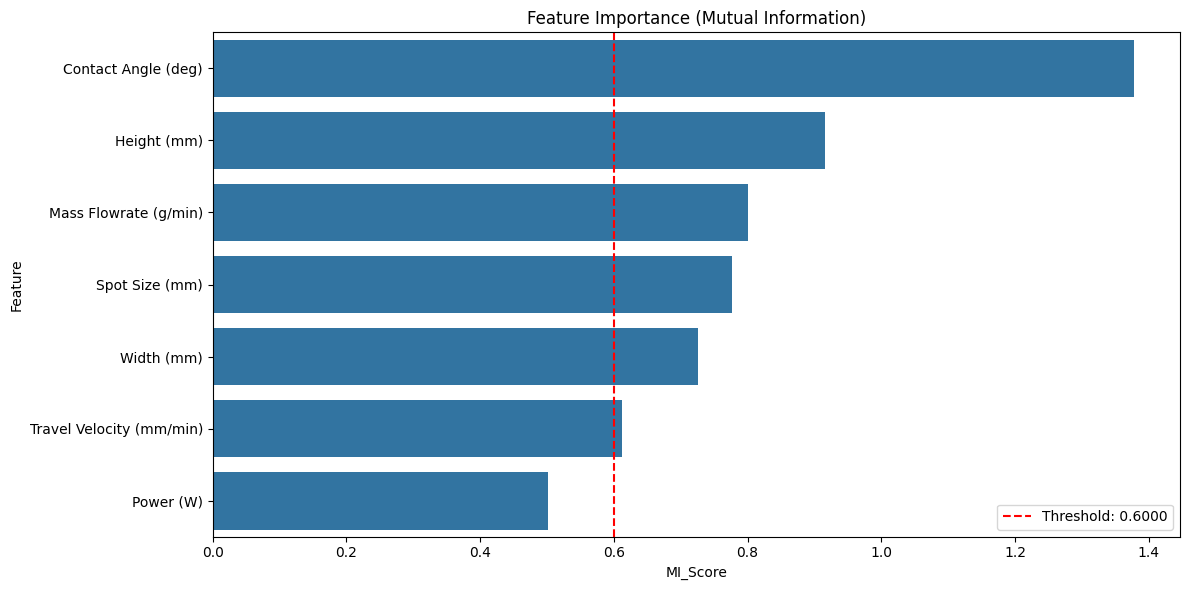 Feature Importance (Mutual Information)
Feature
Contact Angle (deg)
Height (mm)
Mass Flowrate (g/min)
Spot Size (mm)
Width (mm)
Travel Velocity (mm/min)
Power (W)
Threshold: 0.6000
0.0 0.2 0.4 0.6 0.8 1.0 1.2 1.4
MI_Score